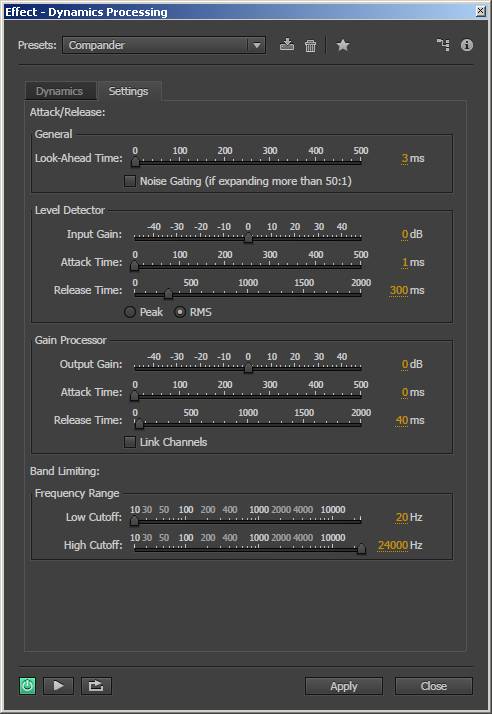 Effect - Dynamics Processing
Presets: Compander
Dynamics Settings
Attack/Release:
General
0 100 200 300 400 500
Look-Ahead Time: 3 ms
Noise Gating (if expanding more than 50:1)
Level Detector
-40 -30 -20 -10 0 10 20 30 40
Input Gain: 0 dB
0 100 200 300 400 500
Attack Time: 1 ms
0 500 1000 1500 2000
Release Time: 300 ms
Peak RMS
Gain Processor
-40 -30 -20 -10 0 10 20 30 40
Output Gain: 0 dB
0 100 200 300 400 500
Attack Time: 0 ms
0 500 1000 1500 2000
Release Time: 40 ms
Link Channels
Band Limiting:
Frequency Range
10 30 50 100 200 400 1000 2000 4000 10000
Low Cutoff: 20 Hz
10 30 50 100 200 400 1000 2000 4000 10000
High Cutoff: 24000 Hz
Apply Close